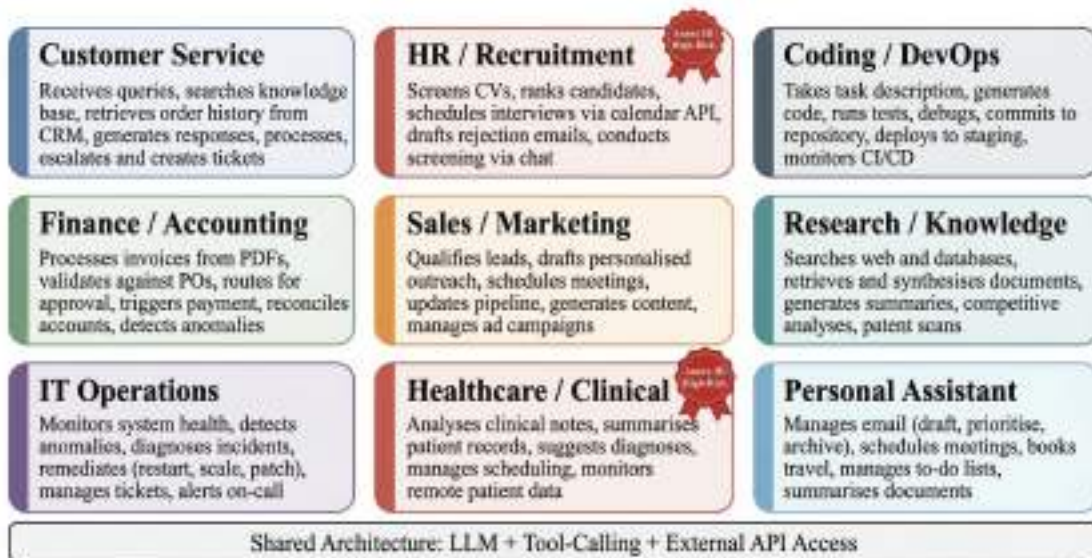 Customer Service
Receives queries, searches knowledge
base, retrieves order history from
CRM, generates responses, processes,
escalates and creates tickets
HR / Recruitment
Screens CVs, ranks candidates,
schedules interviews via calendar API,
drafts rejection emails, conducts
screening via chat
Coding / DevOps
Takes task description, generates
code, runs tests, debugs, commits to
repository, deploys to staging,
monitors CI/CD
Finance / Accounting
Processes invoices from PDFs,
validates against POs, routes for
approval, triggers payment, reconciles
accounts, detects anomalies
Sales / Marketing
Qualifies leads, drafts personalised
outreach, schedules meetings,
updates pipeline, generates content,
manages ad campaigns
Research / Knowledge
Searches web and databases,
retrieves and synthesises documents,
generates summaries, competitive
analyses, patent scans
IT Operations
Monitors system health, detects
anomalies, diagnoses incidents,
remediates (restart, scale, patch),
manages tickets, alerts on-call
Healthcare / Clinical
Analyses clinical notes, summarises
patient records, suggests diagnoses,
manages scheduling, monitors
remote patient data
Personal Assistant
Manages email (draft, prioritise,
archive), schedules meetings, books
travel, manages to-do lists,
summarises documents
Shared Architecture: LLM + Tool-Calling + External API Access